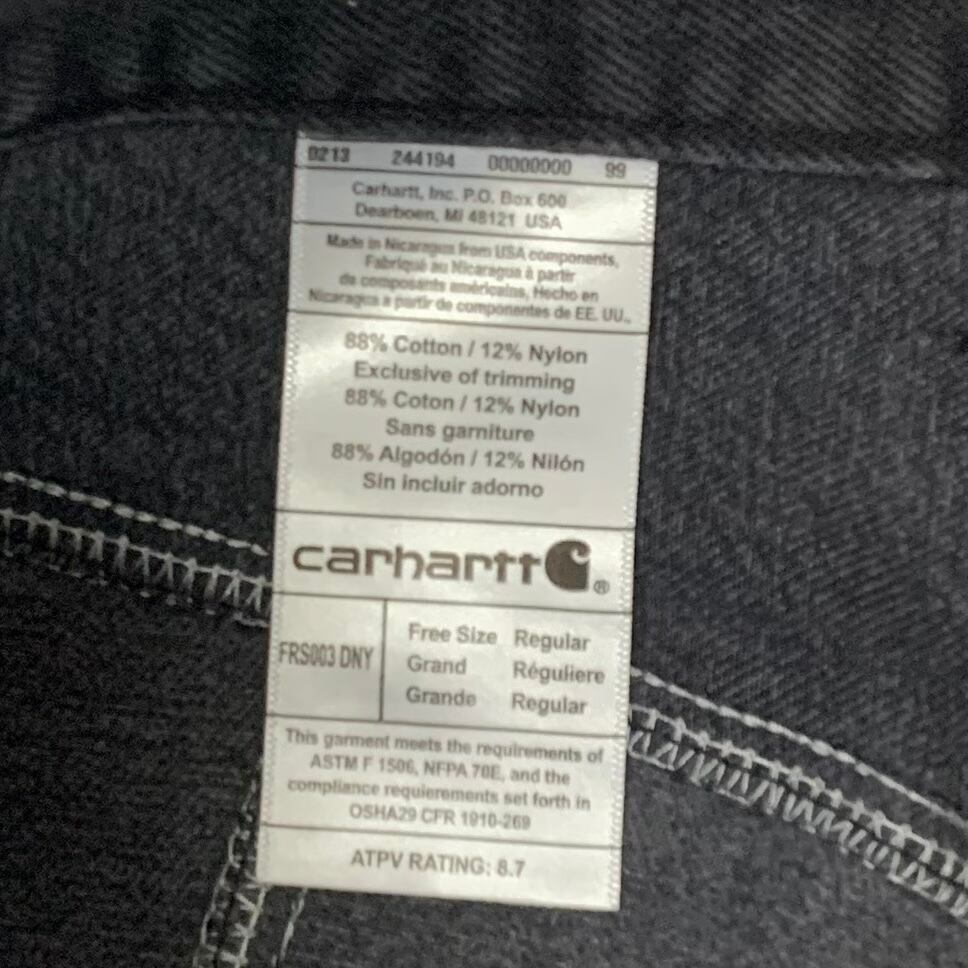 0213 244194 00000000 99
Carhartt, Inc. P.O. Box 600
Dearboen, MI 48121 USA
Made in Nicaragua from USA components,
Fabriqué au Nicaragua à partir
da composants américains, Hecho en
Nicaragua a partir de componentes de EE. UU.,
88% Cotton / 12% Nylon
Exclusive of trimming
88% Coton / 12% Nylon
Sans garniture
88% Algodón / 12% Nilón
Sin incluir adorno
carhartt ®
FRS003 DNY
Free Size Regular
Grand Réguliere
Grande Regular
This garment meets the requirements of
ASTM F 1506, NFPA 70E, and the
compliance requierements set forth in
OSHA29 CFR 1910-269
ATPV RATING: 8.7